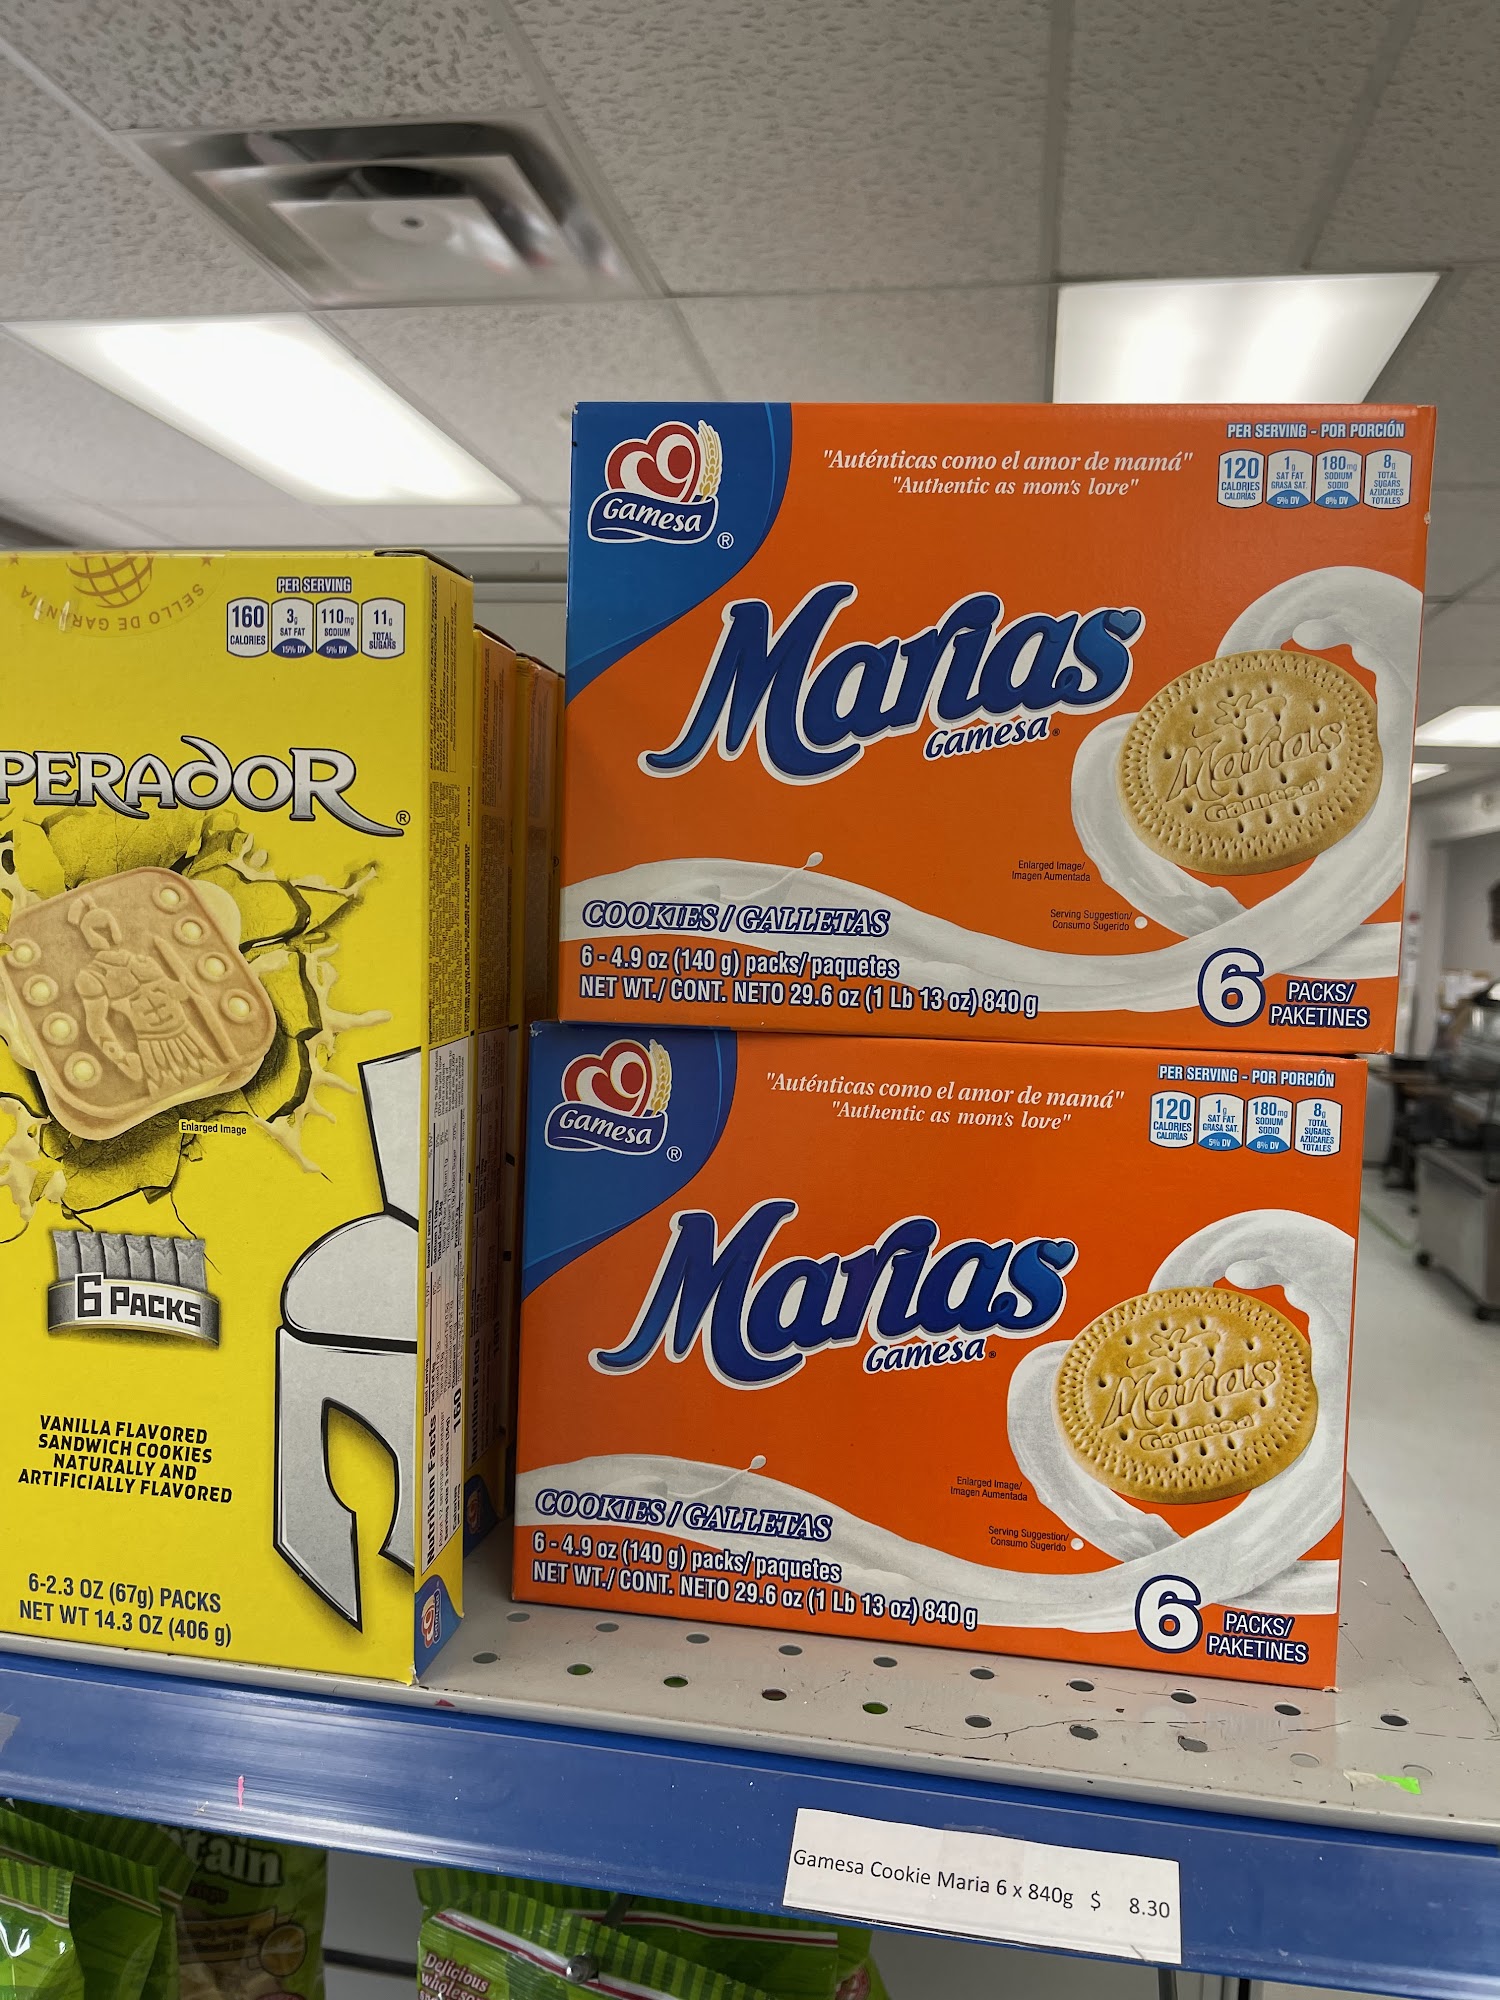 SELLO DE GARANTIA
PER SERVING
160
CALORIES
3g
SAT FAT
15% DV
110mg
SODIUM
5% DV
11g
TOTAL
SUGARS
PERADOR®
Enlarged Image
6 PACKS
VANILLA FLAVORED
SANDWICH COOKIES
NATURALLY AND
ARTIFICIALLY FLAVORED
6-2.3 OZ (67g) PACKS
NET WT 14.3 OZ (406 g)
Nutrition Facts
160
Gamesa®
"Auténticas como el amor de mamá"
"Authentic as mom's love"
PER SERVING - POR PORCIÓN
120
CALORIES
CALORÍAS
1g
SAT FAT
GRASA SAT.
5% DV
180mg
SODIUM
SODIO
8% DV
8g
TOTAL
SUGARS
AZÚCARES
TOTALES
Marías
Gamesa®
Marias
Gamesa
Enlarged Image/
Imagen Aumentada
Serving Suggestion/
Consumo Sugerido
COOKIES / GALLETAS
6 - 4.9 oz (140 g) packs/paquetes
NET WT./ CONT. NETO 29.6 oz (1 Lb 13 oz) 840 g
6 PACKS/
PAKETINES
Gamesa®
"Auténticas como el amor de mamá"
"Authentic as mom's love"
PER SERVING - POR PORCIÓN
120
CALORIES
CALORÍAS
1g
SAT FAT
GRASA SAT.
5% DV
180mg
SODIUM
SODIO
8% DV
8g
TOTAL
SUGARS
AZÚCARES
TOTALES
Marías
Gamesa®
Marias
Gamesa
Enlarged Image/
Imagen Aumentada
Serving Suggestion/
Consumo Sugerido
COOKIES / GALLETAS
6 - 4.9 oz (140 g) packs/paquetes
NET WT./ CONT. NETO 29.6 oz (1 Lb 13 oz) 840 g
6 PACKS/
PAKETINES
Gamesa Cookie Maria 6 x 840g $ 8.30
tain
Delicious